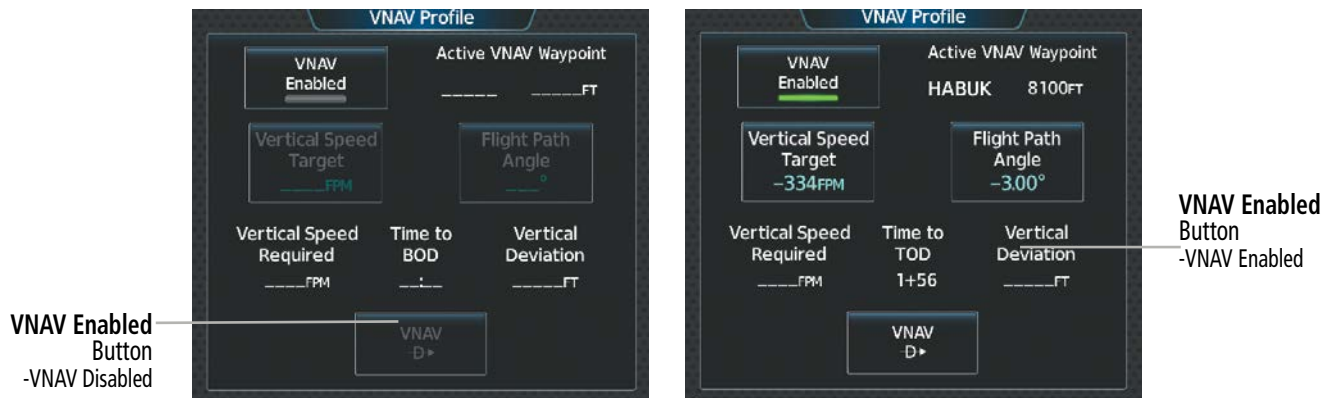 VNAV Profile
VNAV
Enabled
Active VNAV Waypoint
_____ _____FT
Vertical Speed
Target
____FPM
Flight Path
Angle
___°
Vertical Speed
Required
____FPM
Time to
BOD
__:__
Vertical
Deviation
_____FT
VNAV
D
VNAV Enabled
Button
-VNAV Disabled
VNAV Profile
VNAV
Enabled
Active VNAV Waypoint
HABUK 8100FT
Vertical Speed
Target
-334FPM
Flight Path
Angle
-3.00°
Vertical Speed
Required
____FPM
Time to
TOD
1+56
Vertical
Deviation
_____FT
VNAV
D
VNAV Enabled
Button
-VNAV Enabled